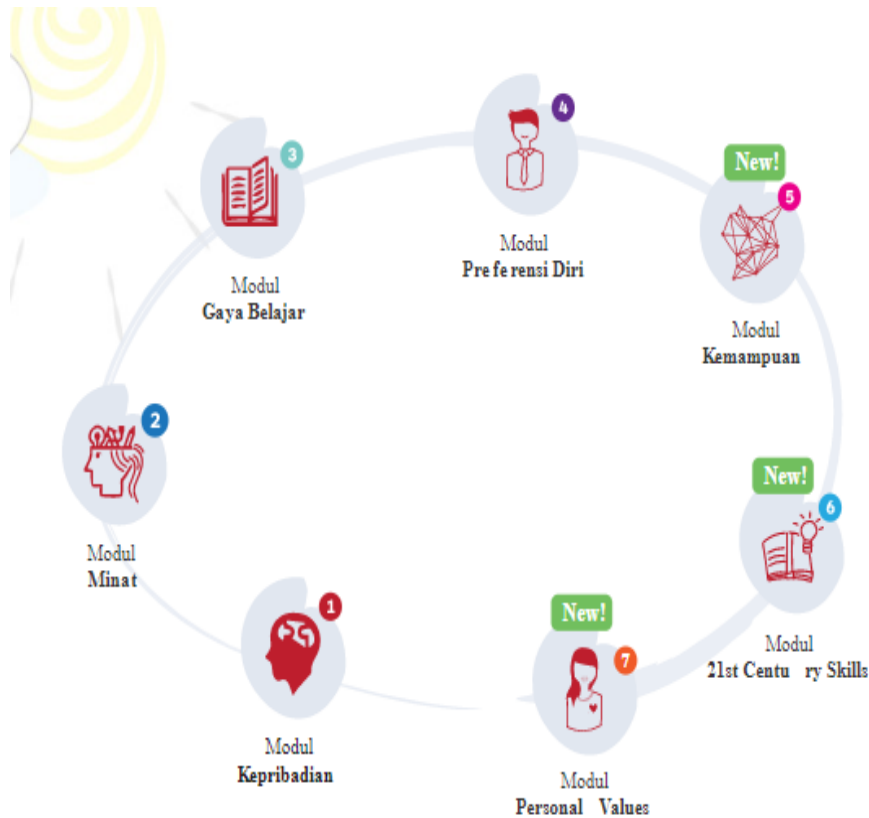 1
Modul
Kepribadian
2
Modul
Minat
3
Modul
Gaya Belajar
4
Modul
Pre fe rensi Diri
New!
5
Modul
Kemampuan
New!
6
Modul
21st Centu ry Skills
New!
7
Modul
Personal Values